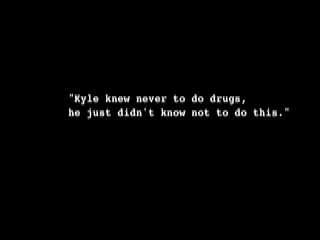 "Kyle knew never to do drugs,
he just didn't know not to do this."